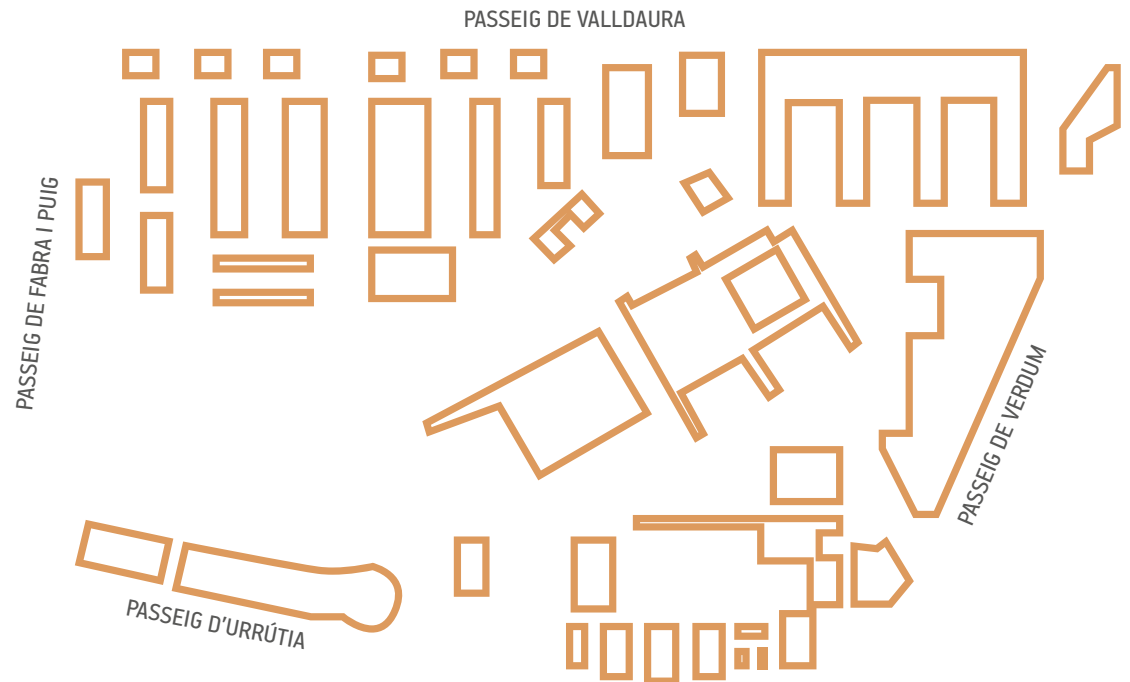 PASSEIG DE VALLDAURA
PASSEIG DE FABRA I PUIG
PASSEIG DE VERDUM
PASSEIG D'URRÚTIA